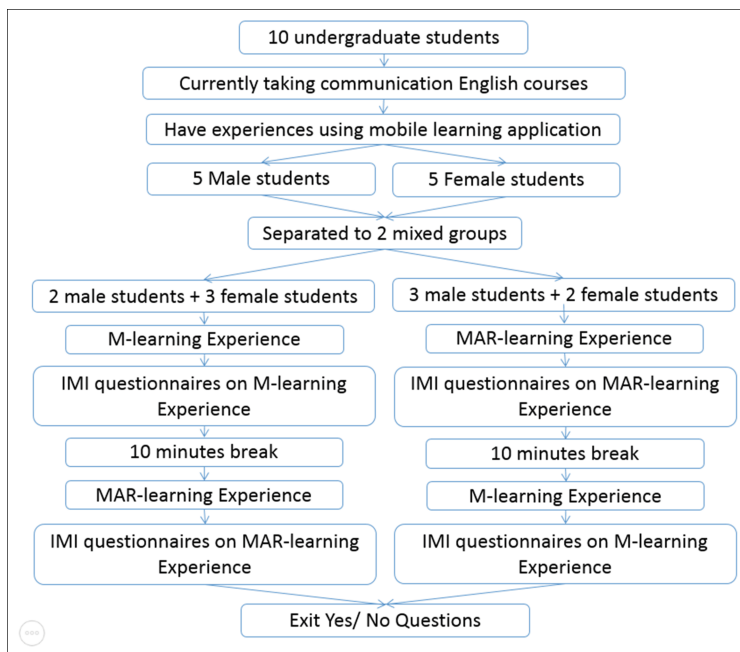 10 undergraduate students
Currently taking communication English courses
Have experiences using mobile learning application
5 Male students
5 Female students
Separated to 2 mixed groups
2 male students + 3 female students
3 male students + 2 female students
M-learning Experience
MAR-learning Experience
IMI questionnaires on M-learning
Experience
IMI questionnaires on MAR-learning
Experience
10 minutes break
10 minutes break
MAR-learning Experience
M-learning Experience
IMI questionnaires on MAR-learning
Experience
IMI questionnaires on M-learning
Experience
Exit Yes/ No Questions